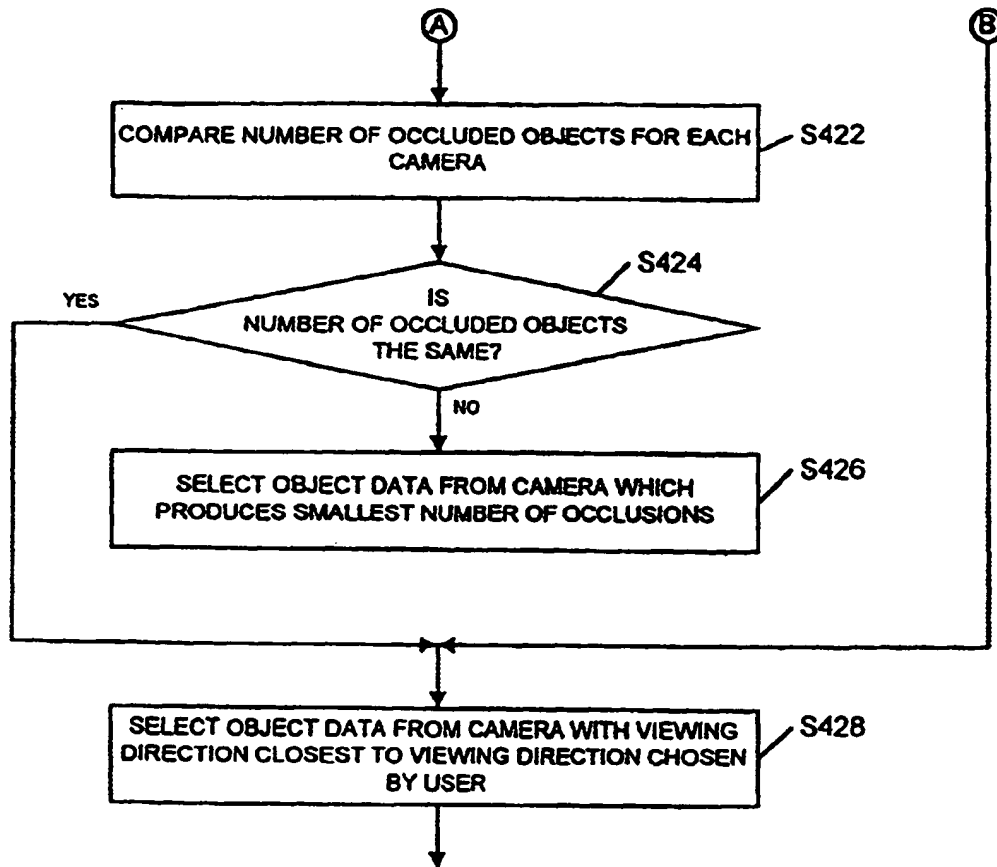 A
B
COMPARE NUMBER OF OCCLUDED OBJECTS FOR EACH
CAMERA
S422
S424
YES
IS
NUMBER OF OCCLUDED OBJECTS
THE SAME?
NO
S426
SELECT OBJECT DATA FROM CAMERA WHICH
PRODUCES SMALLEST NUMBER OF OCCLUSIONS
S428
SELECT OBJECT DATA FROM CAMERA WITH VIEWING
DIRECTION CLOSEST TO VIEWING DIRECTION CHOSEN
BY USER